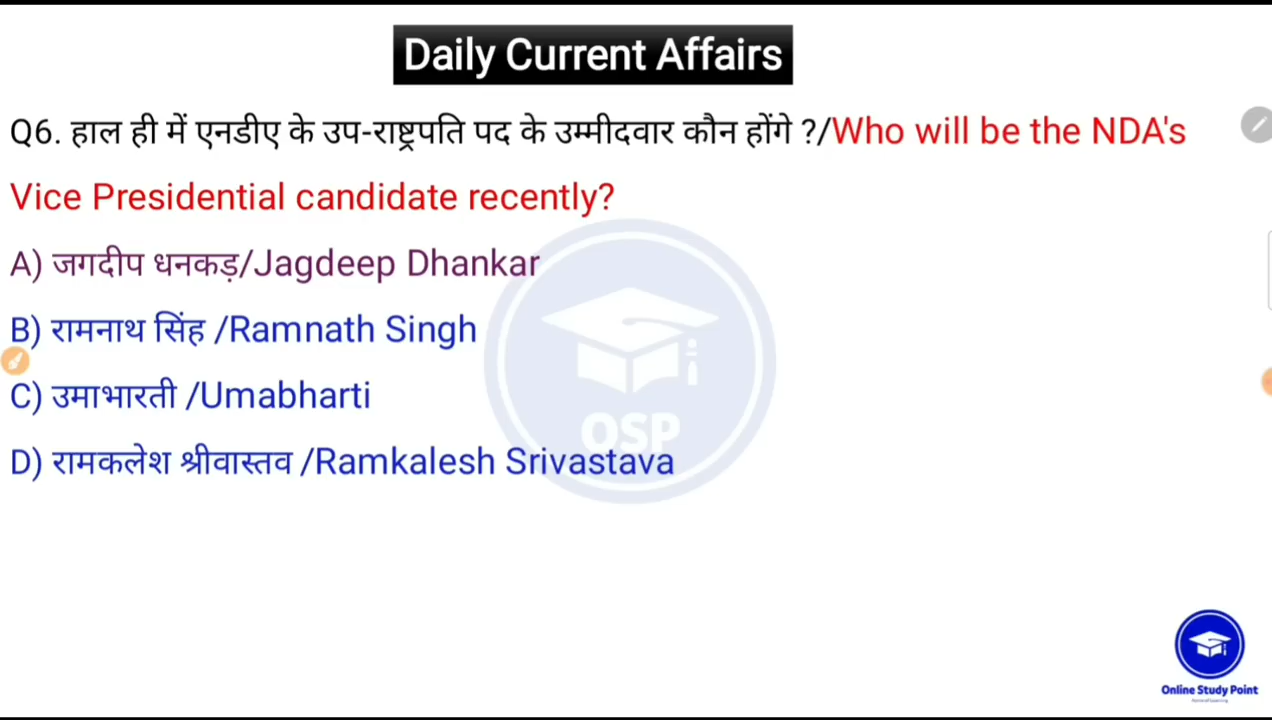 Daily Current Affairs
Q6. हाल ही में एनडीए के उप-राष्ट्रपति पद के उम्मीदवार कौन होंगे ?/Who will be the NDA's
Vice Presidential candidate recently?
A) जगदीप धनकड़/Jagdeep Dhankar
B) रामनाथ सिंह /Ramnath Singh
C) उमाभारती /Umabharti
D) रामकलेश श्रीवास्तव /Ramkalesh Srivastava
OSP
Online Study Point